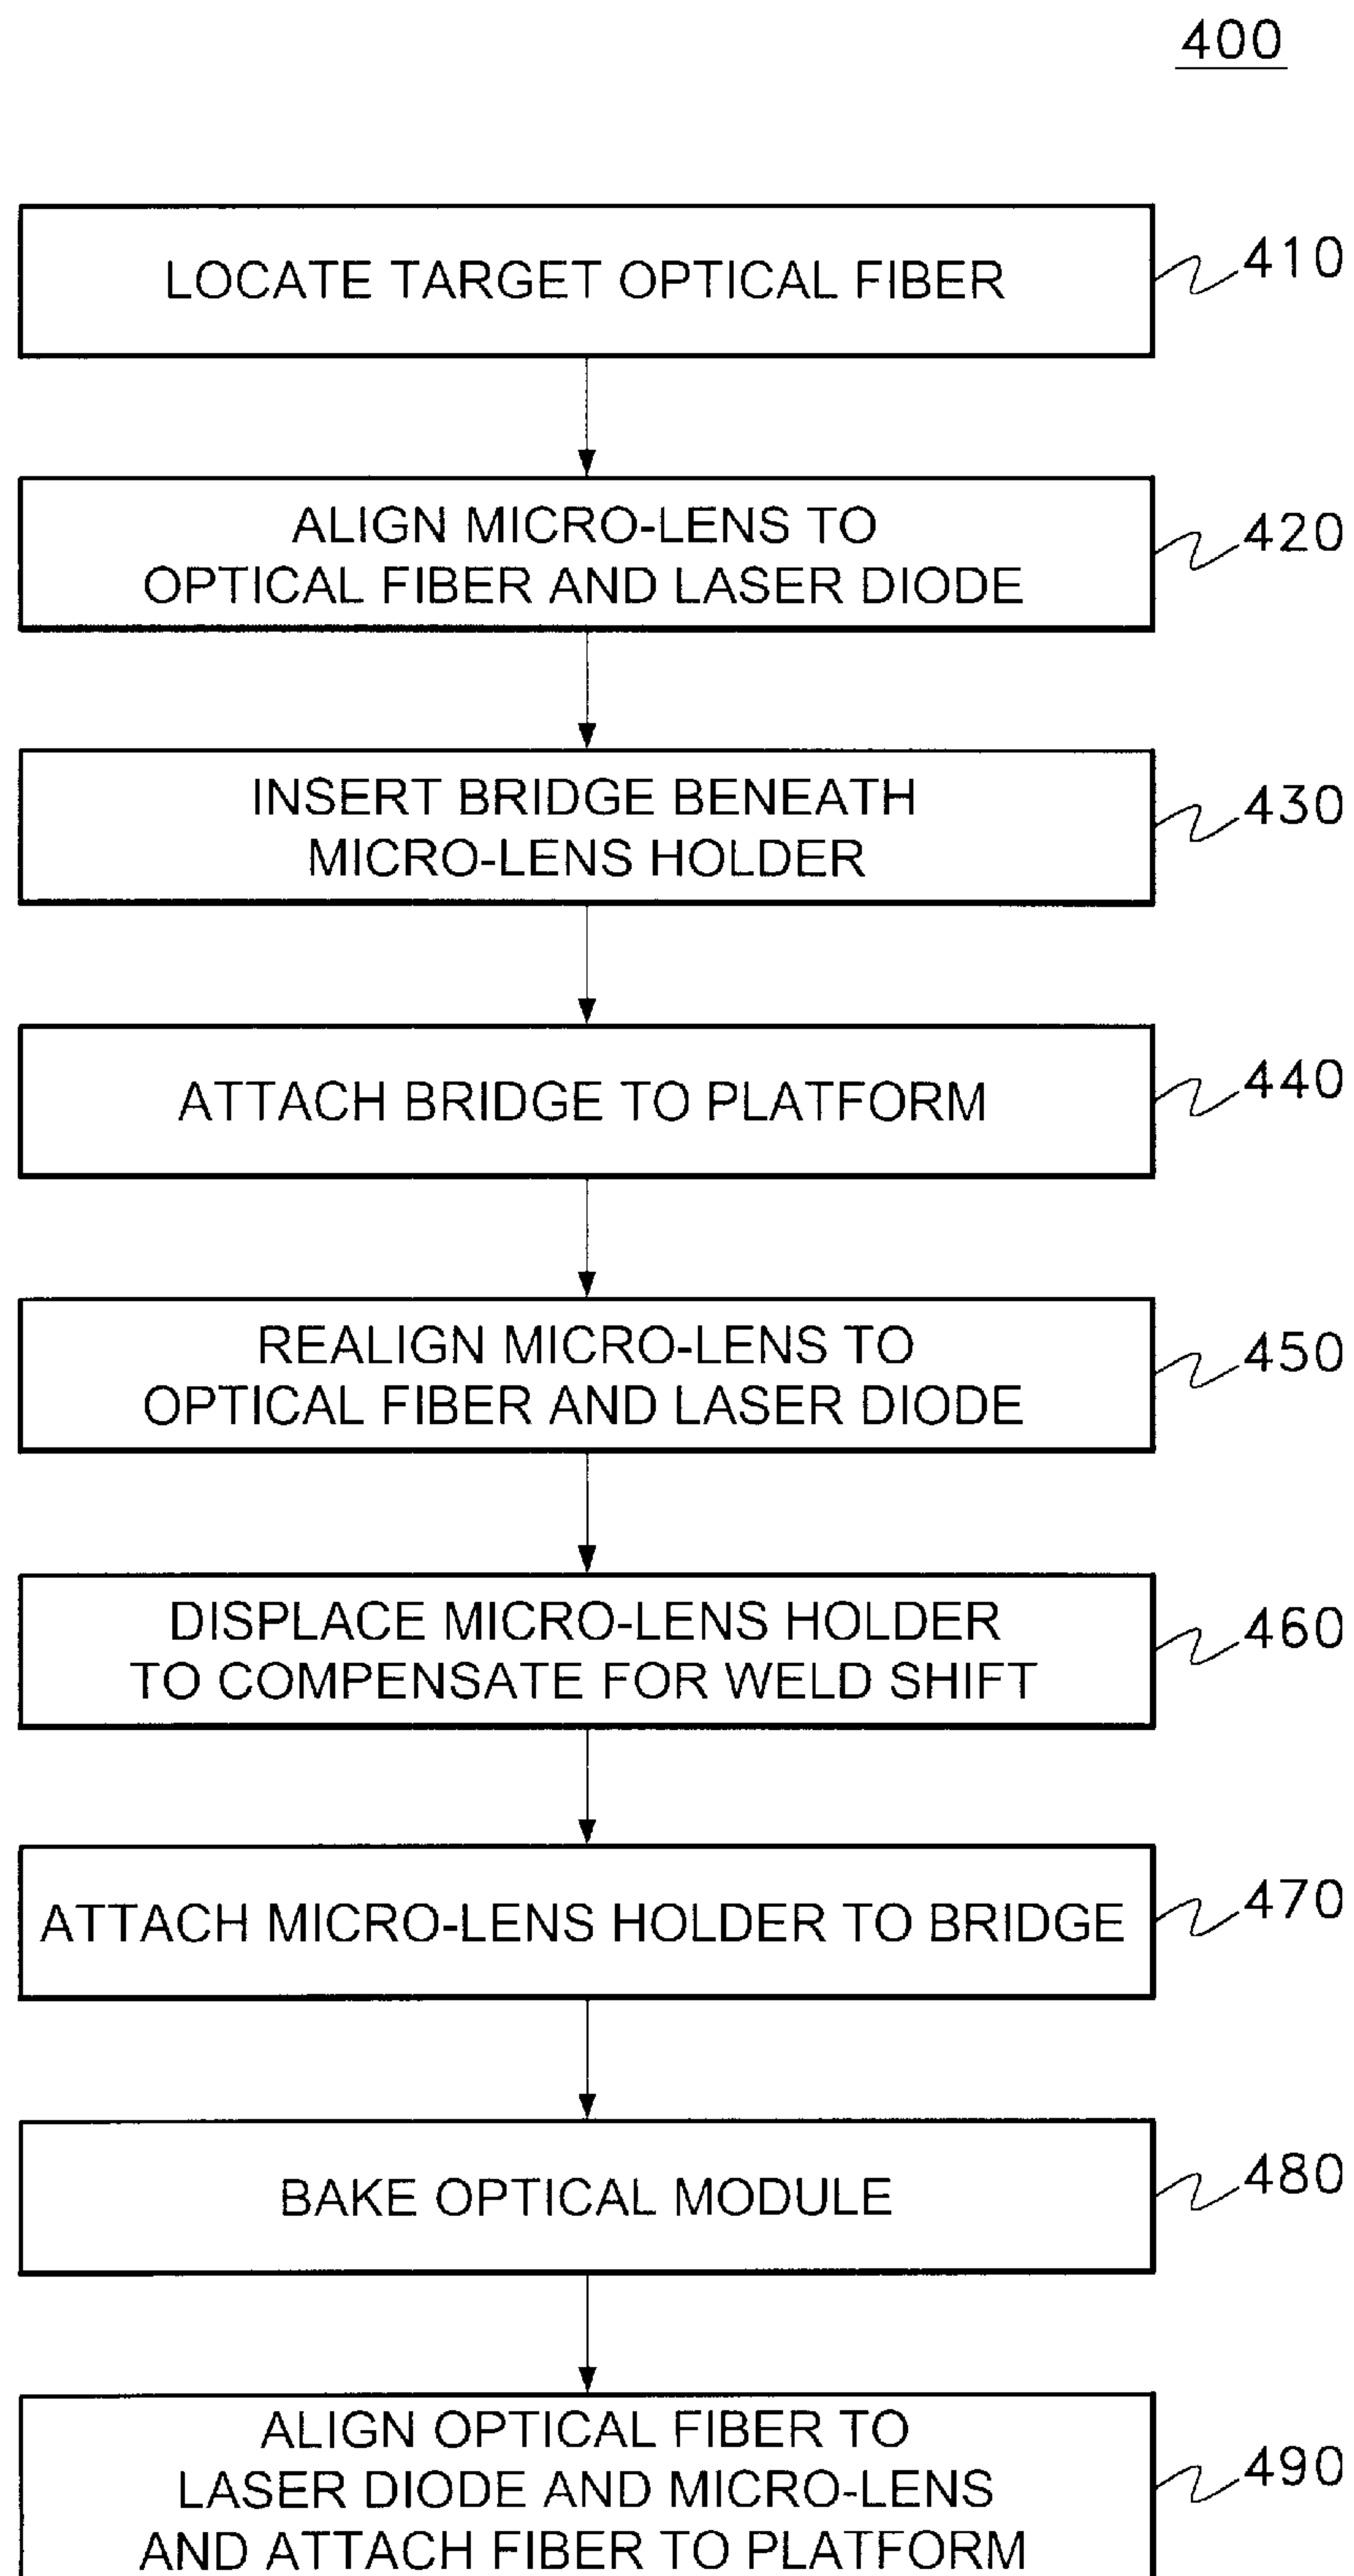 400
LOCATE TARGET OPTICAL FIBER
410
ALIGN MICRO-LENS TO
OPTICAL FIBER AND LASER DIODE
420
INSERT BRIDGE BENEATH
MICRO-LENS HOLDER
430
ATTACH BRIDGE TO PLATFORM
440
REALIGN MICRO-LENS TO
OPTICAL FIBER AND LASER DIODE
450
DISPLACE MICRO-LENS HOLDER
TO COMPENSATE FOR WELD SHIFT
460
ATTACH MICRO-LENS HOLDER TO BRIDGE
470
BAKE OPTICAL MODULE
480
ALIGN OPTICAL FIBER TO
LASER DIODE AND MICRO-LENS
AND ATTACH FIBER TO PLATFORM
490